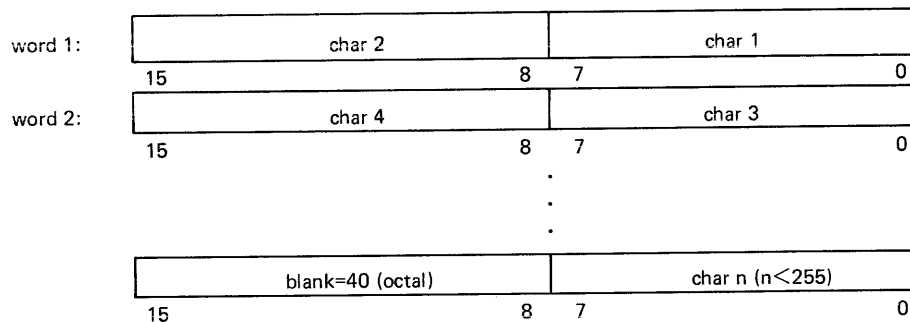 word 1: char 2 char 1
15 8 7 0
word 2: char 4 char 3
15 8 7 0
blank=40 (octal) char n (n<255)
15 8 7 0